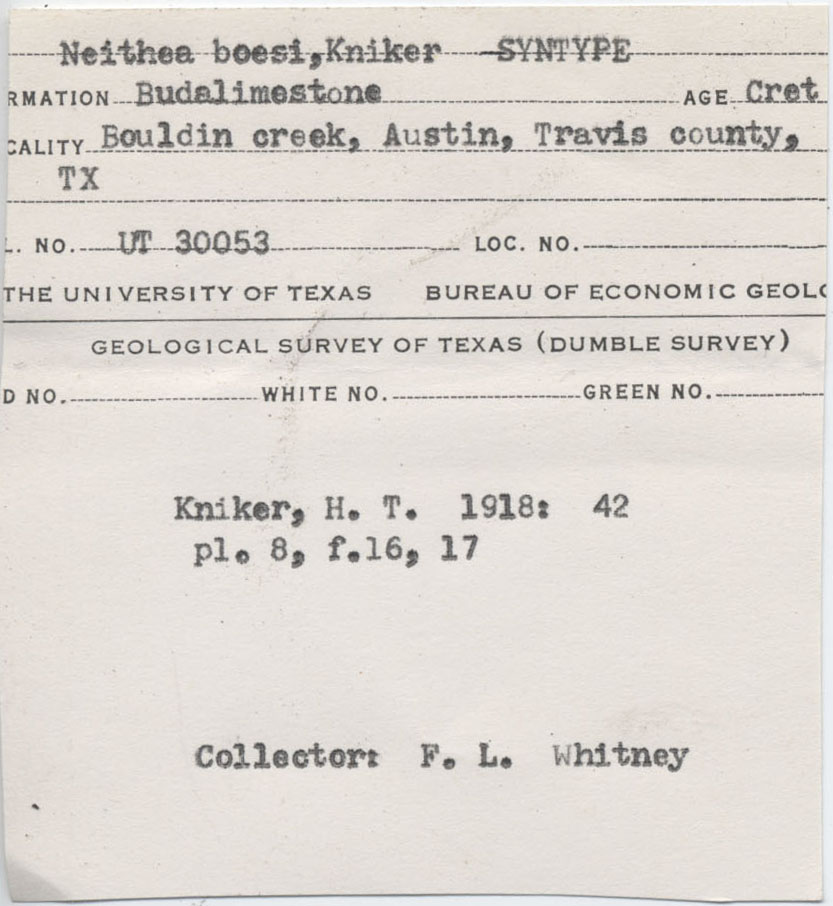 Neithea boesi,Kniker SYNTYPE
RMATION Budalimestone AGE Cret
CALITY Bouldin creek, Austin, Travis county,
TX
L. NO. UT 30053 LOC. NO.
THE UNIVERSITY OF TEXAS BUREAU OF ECONOMIC GEOLO
GEOLOGICAL SURVEY OF TEXAS (DUMBLE SURVEY)
D NO. WHITE NO. GREEN NO.
Kniker, H. T. 1918: 42
pl. 8, f.16, 17
Collector: F. L. Whitney